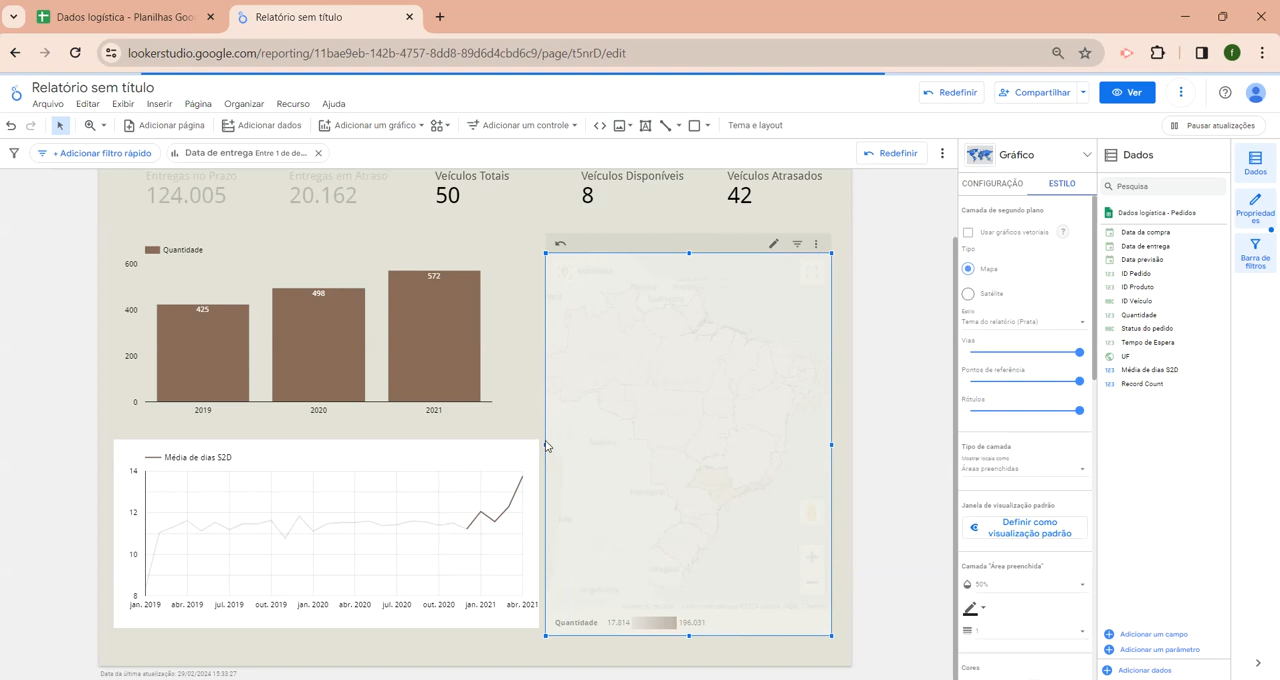 Dados logística - Planilhas Goo
Relatório sem título
lookerstudio.google.com/reporting/11bae9eb-142b-4757-8dd8-89d6d4cbd6c9/page/t5nrD/edit
f
Relatório sem título
Arquivo Editar Exibir Inserir Página Organizar Recurso Ajuda
Redefinir
Compartilhar
Ver
Adicionar página
Adicionar dados
Adicionar um gráfico
Adicionar um controle
Tema e layout
Pausar atualizações
+ Adicionar filtro rápido
Data de entrega Entre 1 de de...
Redefinir
Entregas no Prazo
124.005
Entregas em Atraso
20.162
Veículos Totais
50
Veículos Disponíveis
8
Veículos Atrasados
42
Quantidade
600
400
200
0
425
498
572
2019 2020 2021
Média de dias S2D
14
12
10
8
jan. 2019 abr. 2019 jul. 2019 out. 2019 jan. 2020 abr. 2020 jul. 2020 out. 2020 jan. 2021 abr. 2021
Quantidade 17.814 196.031
Data da última atualização: 29/02/2024 15:33:27
Gráfico
CONFIGURAÇÃO ESTILO
Camada de segundo plano
Usar gráficos vetoriais ?
Tipo
Mapa
Satélite
Estilo
Tema do relatório (Prata)
Vias
Pontos de referência
Rótulos
Tipo de camada
Mostrar locais como
Áreas preenchidas
Janela de visualização padrão
Definir como
visualização padrão
Camada "Área preenchida"
50%
1
Cores
Dados
Pesquisa
Dados logística - Pedidos
Data da compra
Data de entrega
Data previsão
123 ID Pedido
123 ID Produto
RBC ID Veículo
123 Quantidade
RBC Status do pedido
123 Tempo de Espera
UF
123 Média de dias S2D
123 Record Count
Adicionar um campo
Adicionar um parâmetro
Adicionar dados
Dados
Propriedad
es
Barra de
filtros